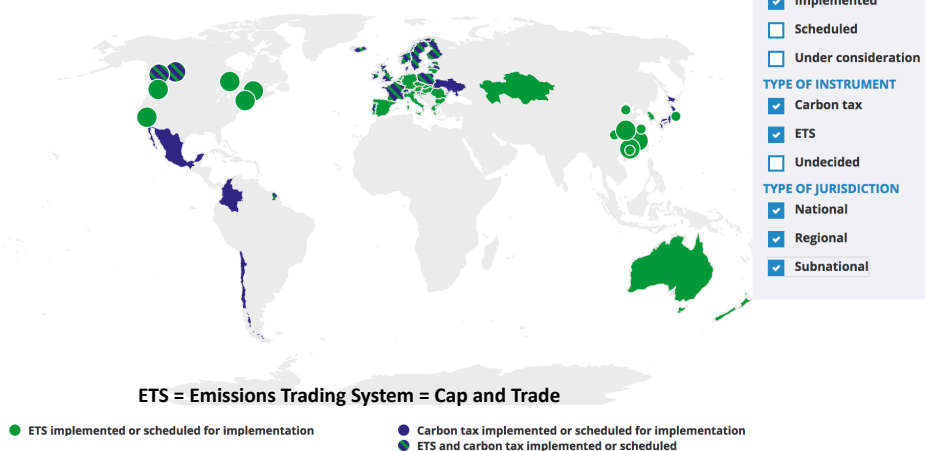 Implemented
Scheduled
Under consideration
TYPE OF INSTRUMENT
Carbon tax
ETS
Undecided
TYPE OF JURISDICTION
National
Regional
Subnational
ETS = Emissions Trading System = Cap and Trade
ETS implemented or scheduled for implementation
Carbon tax implemented or scheduled for implementation
ETS and carbon tax implemented or scheduled